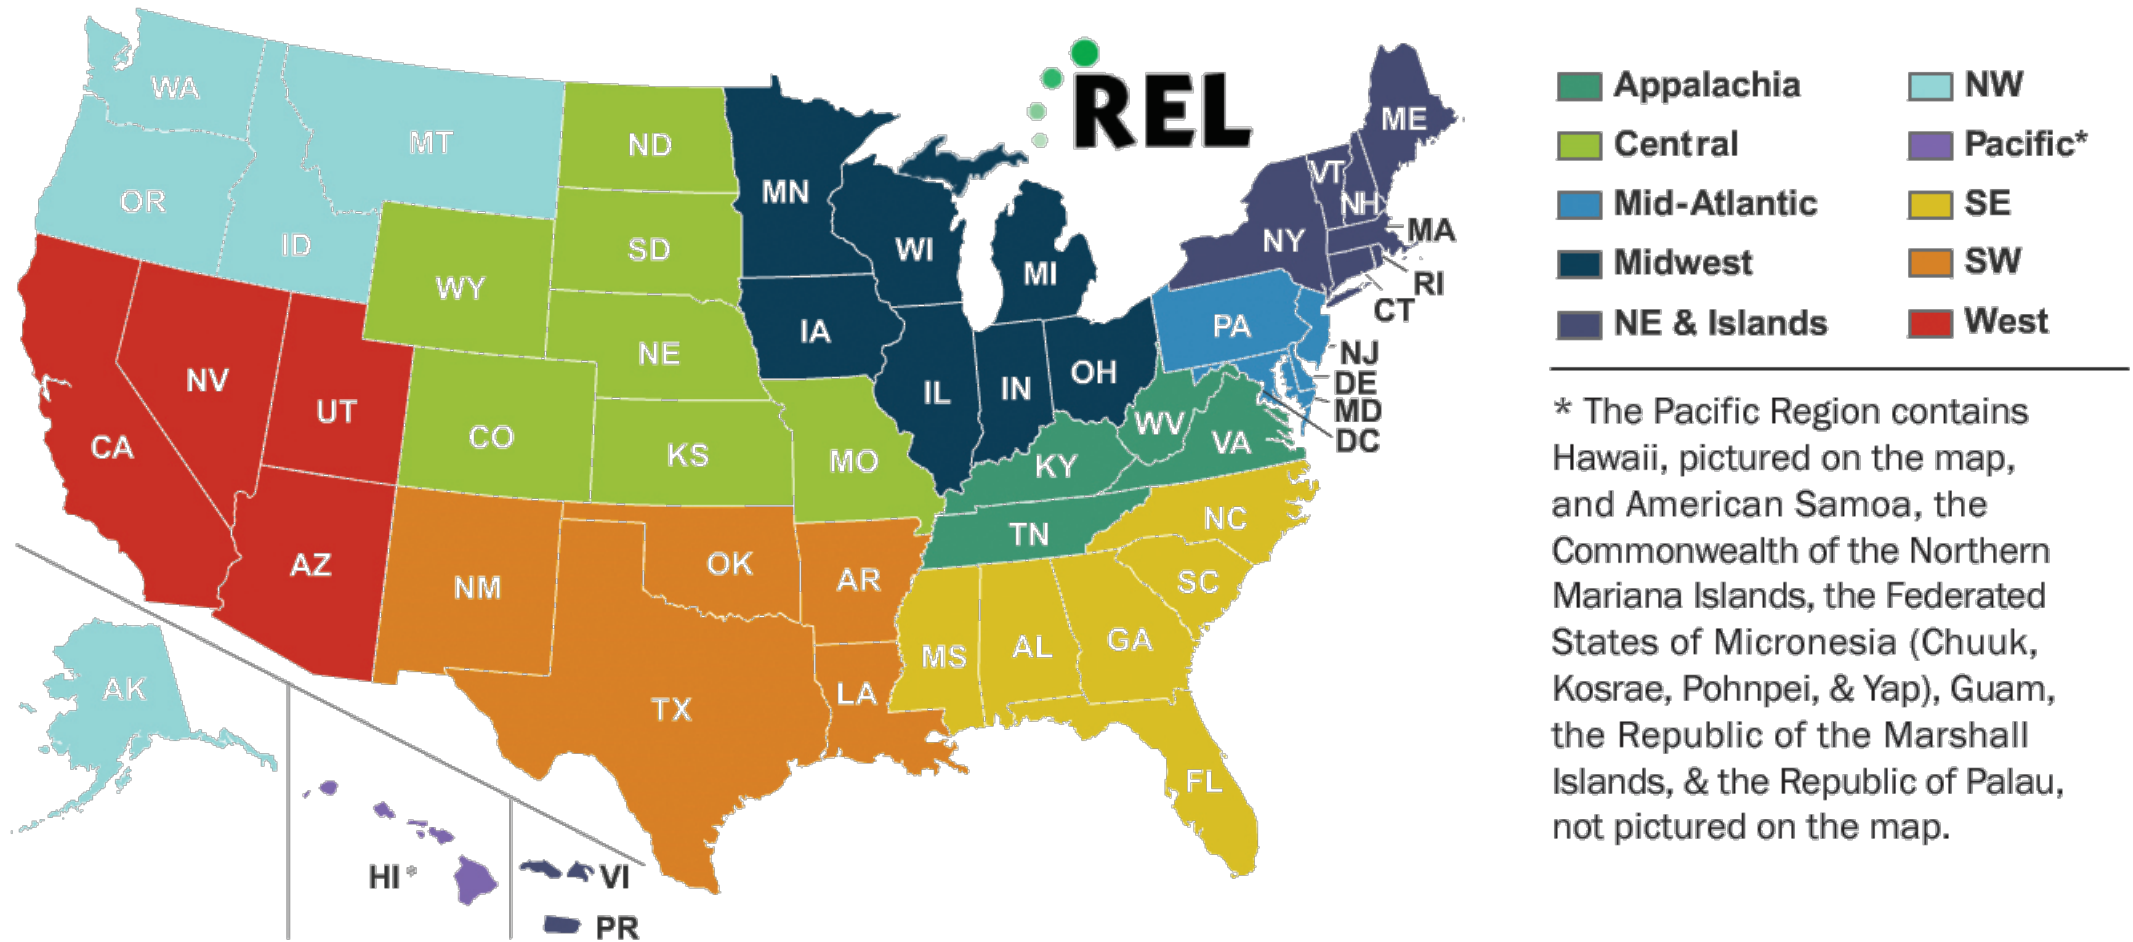 REL
WA
MT
ND
MN
ME
VT
NH
OR
ID
SD
WI
MI
NY
MA
RI
CT
WY
IA
PA
NE
NJ
NV
UT
IL
IN
OH
DE
MD
DC
CA
CO
KS
MO
WV
VA
KY
AZ
NM
OK
AR
TN
NC
SC
MS
AL
GA
TX
LA
FL
AK
HI*
VI
PR
Appalachia
Central
Mid-Atlantic
Midwest
NE & Islands
NW
Pacific*
SE
SW
West
* The Pacific Region contains
Hawaii, pictured on the map,
and American Samoa, the
Commonwealth of the Northern
Mariana Islands, the Federated
States of Micronesia (Chuuk,
Kosrae, Pohnpei, & Yap), Guam,
the Republic of the Marshall
Islands, & the Republic of Palau,
not pictured on the map.